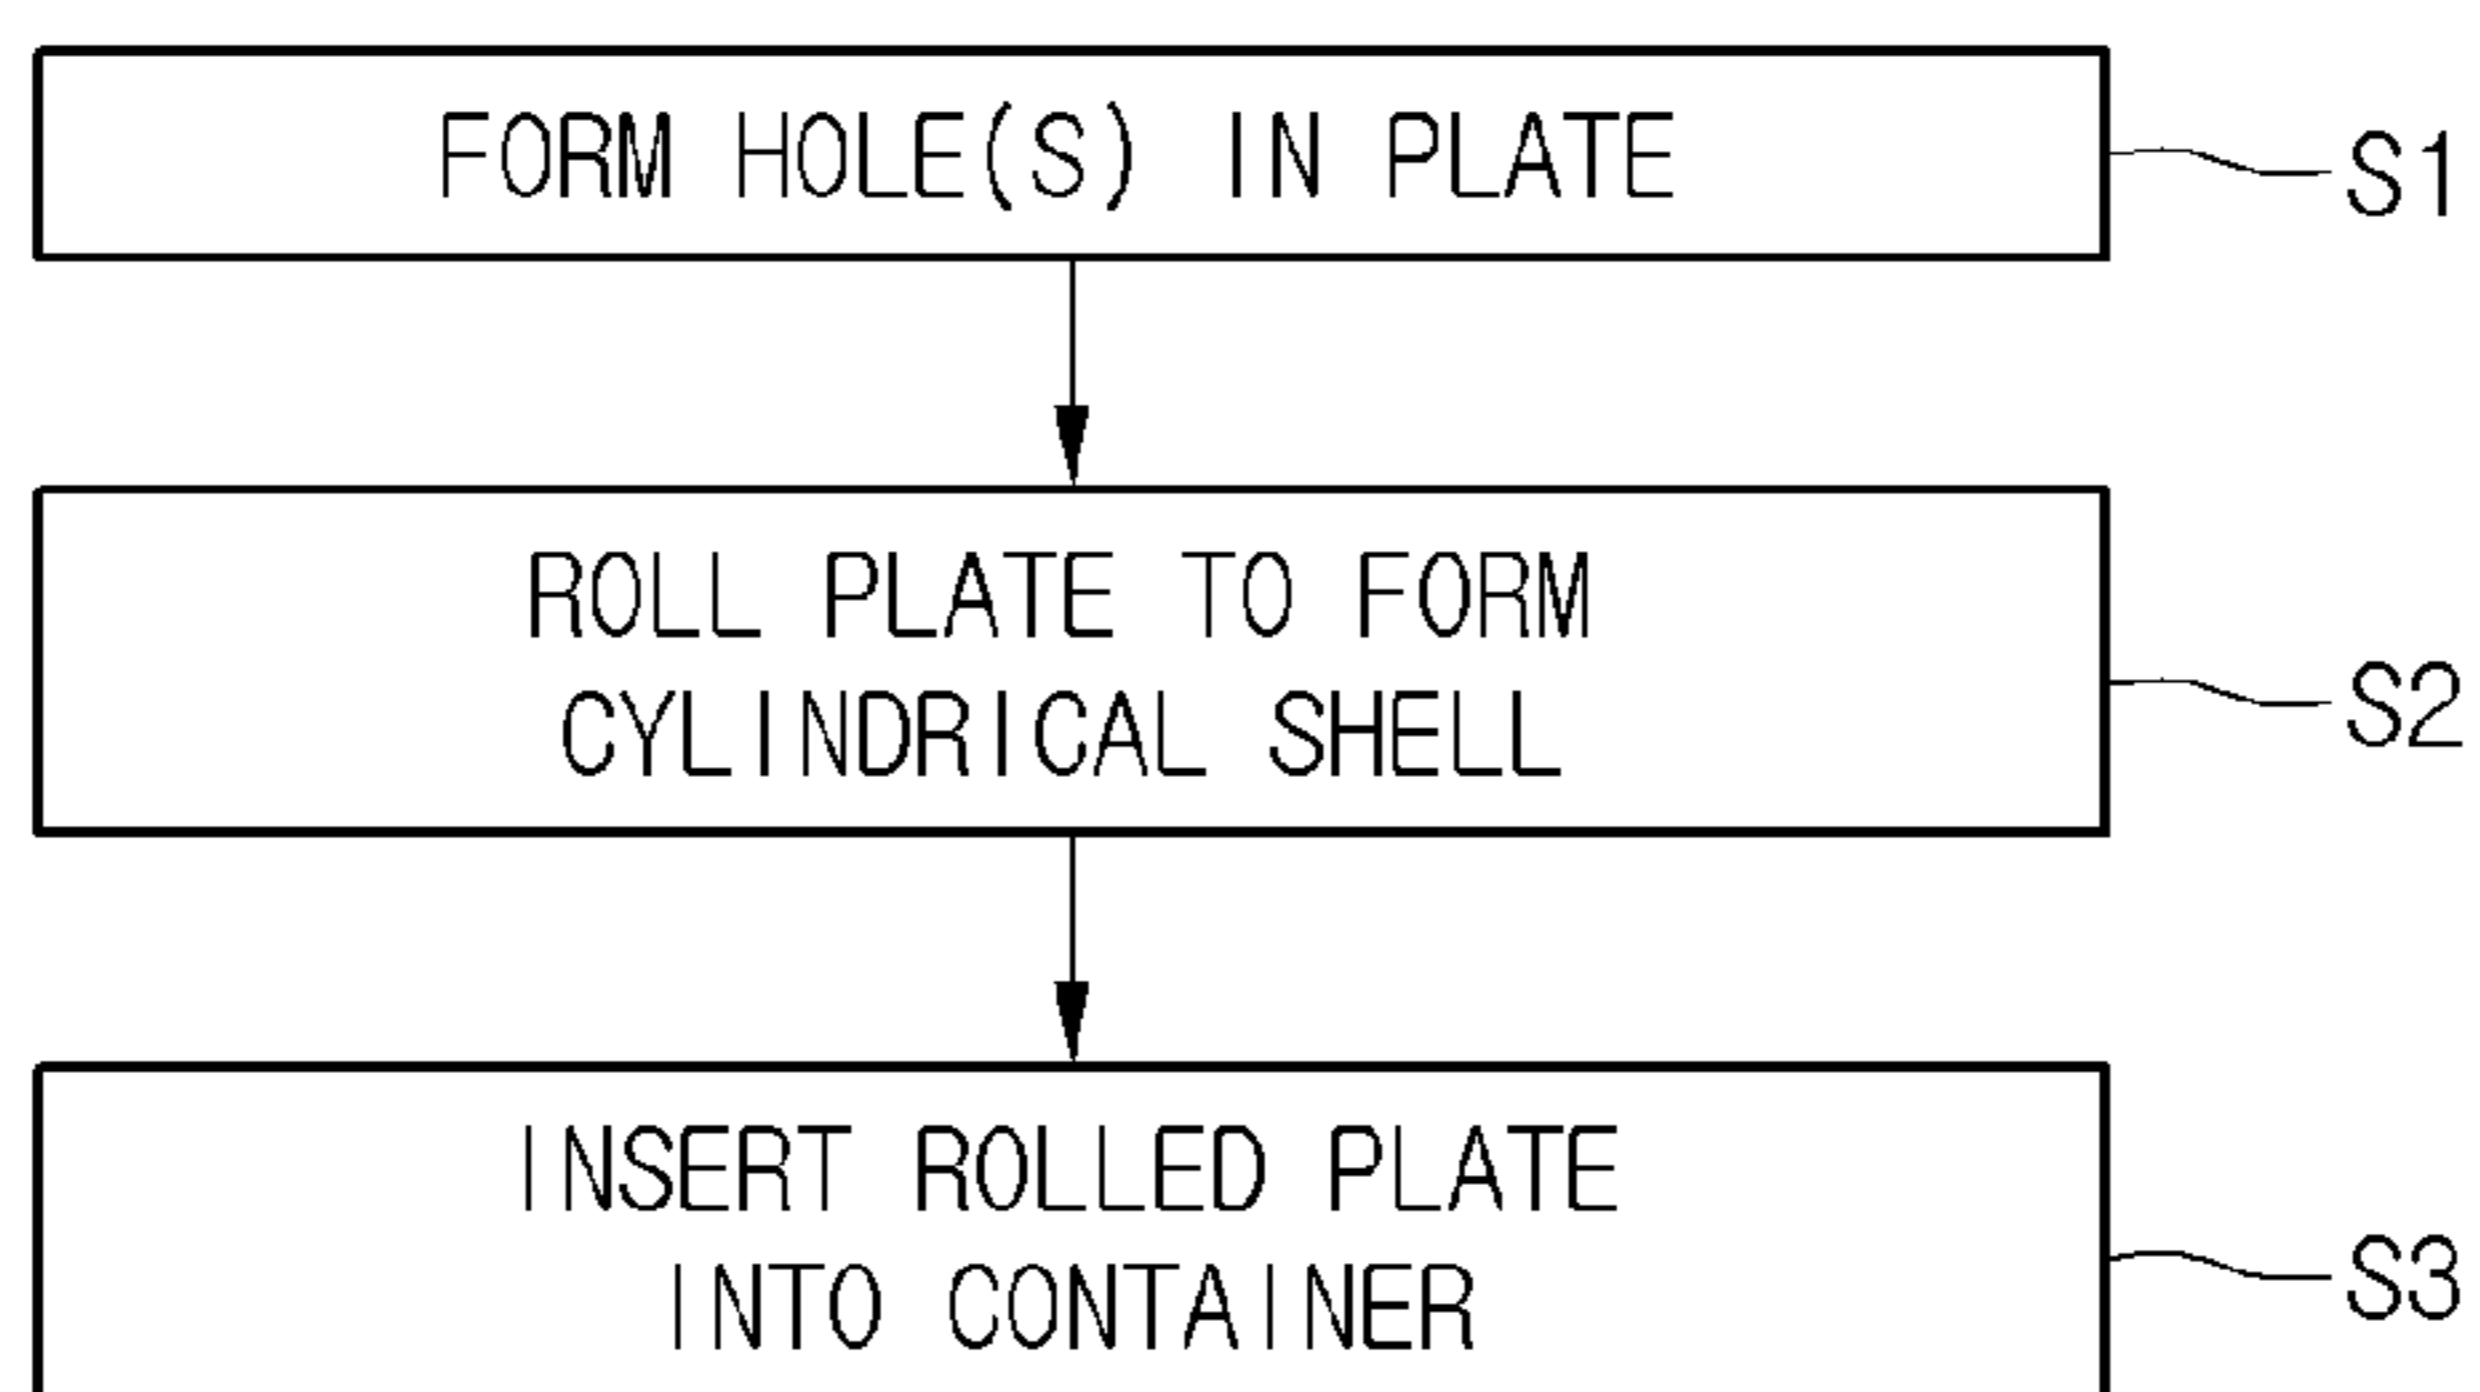 FORM HOLE(S) IN PLATE
S1
ROLL PLATE TO FORM
CYLINDRICAL SHELL
S2
INSERT ROLLED PLATE
INTO CONTAINER
S3